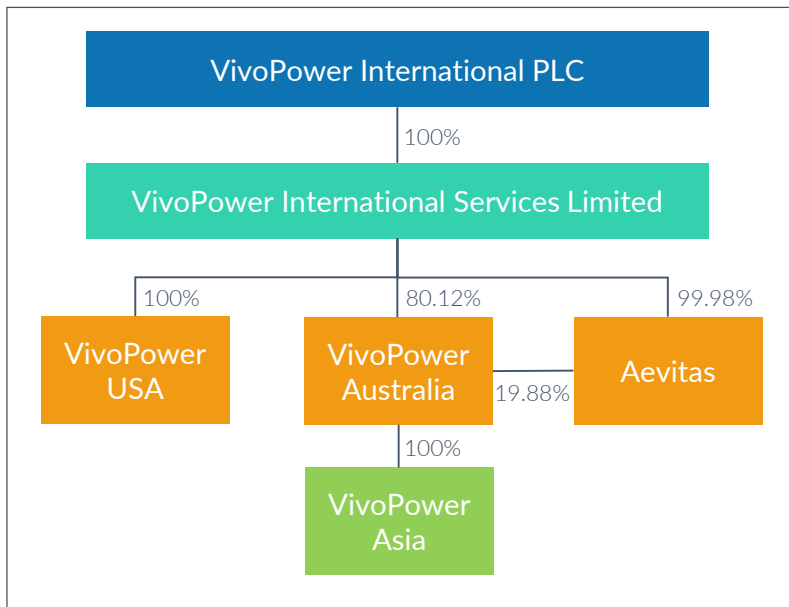 VivoPower International PLC
100%
VivoPower International Services Limited
100%
80.12%
99.98%
VivoPower
USA
VivoPower
Australia
19.88%
Aevitas
100%
VivoPower
Asia